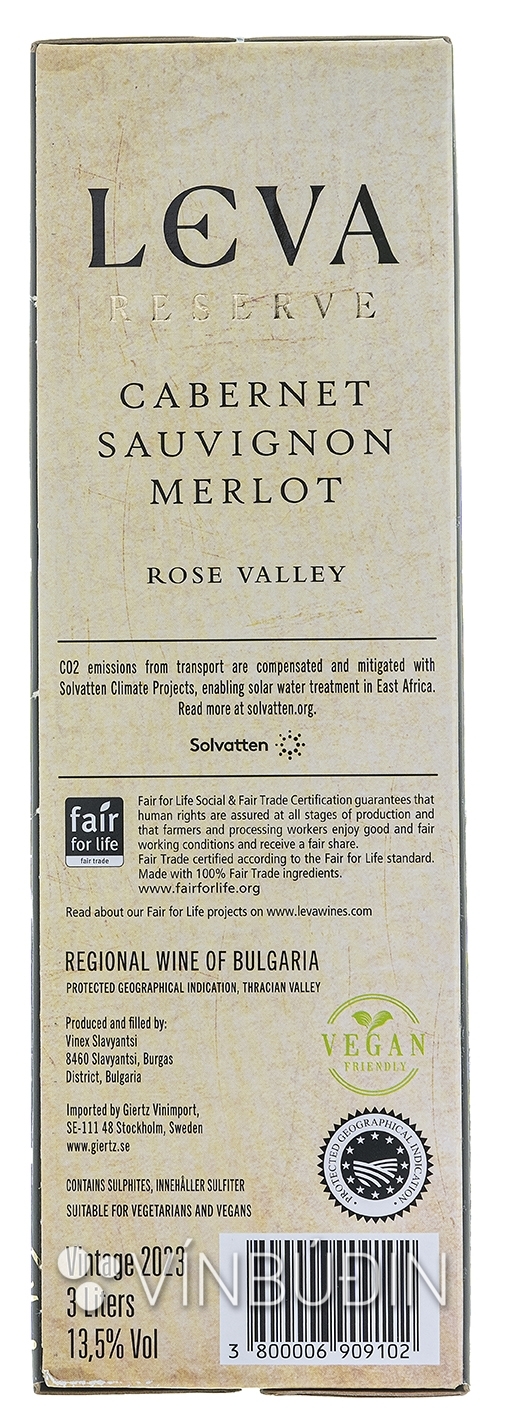 LEVA
RESERVE
CABERNET
SAUVIGNON
MERLOT
ROSE VALLEY
CO2 emissions from transport are compensated and mitigated with
Solvatten Climate Projects, enabling solar water treatment in East Africa.
Read more at solvatten.org.
Solvatten
fair
for life
fair trade
Fair for Life Social & Fair Trade Certification guarantees that
human rights are assured at all stages of production and
that farmers and processing workers enjoy good and fair
working conditions and receive a fair share.
Fair Trade certified according to the Fair for Life standard.
Made with 100% Fair Trade ingredients.
www.fairforlife.org
Read about our Fair for Life projects on www.levawines.com
REGIONAL WINE OF BULGARIA
PROTECTED GEOGRAPHICAL INDICATION, THRACIAN VALLEY
Produced and filled by:
Vinex Slavyantsi
8460 Slavyantsi, Burgas
District, Bulgaria
VEGAN
FRIENDLY
Imported by Giertz Vinimport,
SE-111 48 Stockholm, Sweden
www.giertz.se
PROTECTED GEOGRAPHICAL INDICATION
CONTAINS SULPHITES, INNEHÅLLER SULFITER
SUITABLE FOR VEGETARIANS AND VEGANS
Vintage 2023
VÍNBÚÐIN
3 Liters
13,5% Vol
3 800006 909102